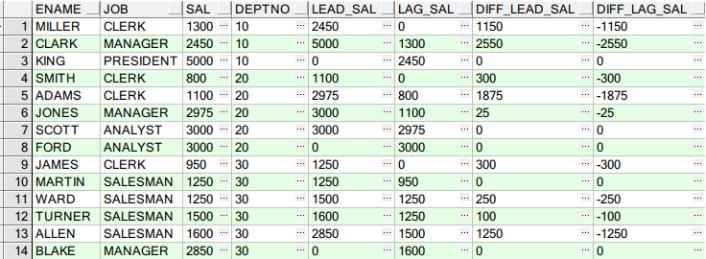 ENAME JOB SAL DEPTNO LEAD_SAL LAG_SAL DIFF_LEAD_SAL DIFF_LAG_SAL
1 MILLER CLERK 1300 10 2450 0 1150 -1150
2 CLARK MANAGER 2450 10 5000 1300 2550 -2550
3 KING PRESIDENT 5000 10 0 2450 0 0
4 SMITH CLERK 800 20 1100 0 300 -300
5 ADAMS CLERK 1100 20 2975 800 1875 -1875
6 JONES MANAGER 2975 20 3000 1100 25 -25
7 SCOTT ANALYST 3000 20 3000 2975 0 0
8 FORD ANALYST 3000 20 0 3000 0 0
9 JAMES CLERK 950 30 1250 0 300 -300
10 MARTIN SALESMAN 1250 30 1250 950 0 0
11 WARD SALESMAN 1250 30 1500 1250 250 -250
12 TURNER SALESMAN 1500 30 1600 1250 100 -100
13 ALLEN SALESMAN 1600 30 2850 1500 1250 -1250
14 BLAKE MANAGER 2850 30 0 1600 0 0